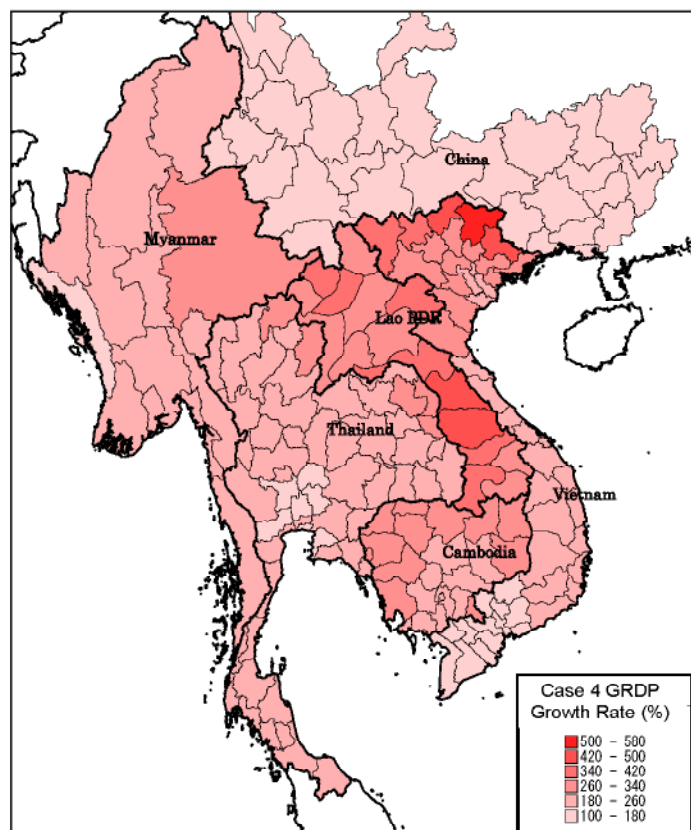 China
Myanmar
Lao PDR
Thailand
Vietnam
Cambodia
Case 4 GRDP
Growth Rate (%)
500 - 580
420 - 500
340 - 420
260 - 340
180 - 260
100 - 180